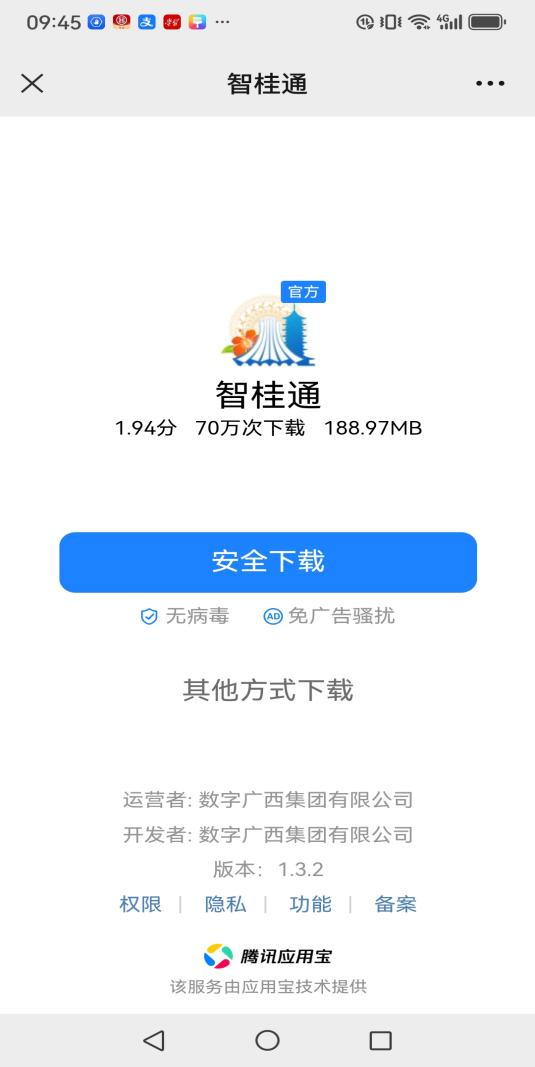 09:45
4G
智桂通
官方
智桂通
1.94分 70万次下载 188.97MB
安全下载
无病毒 AD 免广告骚扰
其他方式下载
运营者: 数字广西集团有限公司
开发者: 数字广西集团有限公司
版本: 1.3.2
权限 | 隐私 | 功能 | 备案
腾讯应用宝
该服务由应用宝技术提供